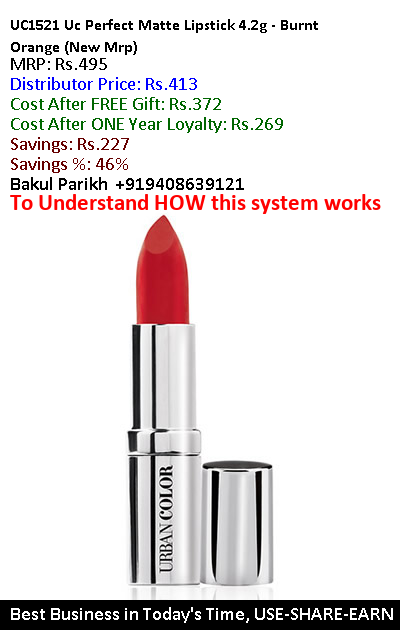 UC1521 Uc Perfect Matte Lipstick 4.2g - Burnt
Orange (New Mrp)
MRP: Rs.495
Distributor Price: Rs.413
Cost After FREE Gift: Rs.372
Cost After ONE Year Loyalty: Rs.269
Savings: Rs.227
Savings %: 46%
Bakul Parikh +919408639121
To Understand HOW this system works
URBAN COLOR
Best Business in Today's Time, USE-SHARE-EARN